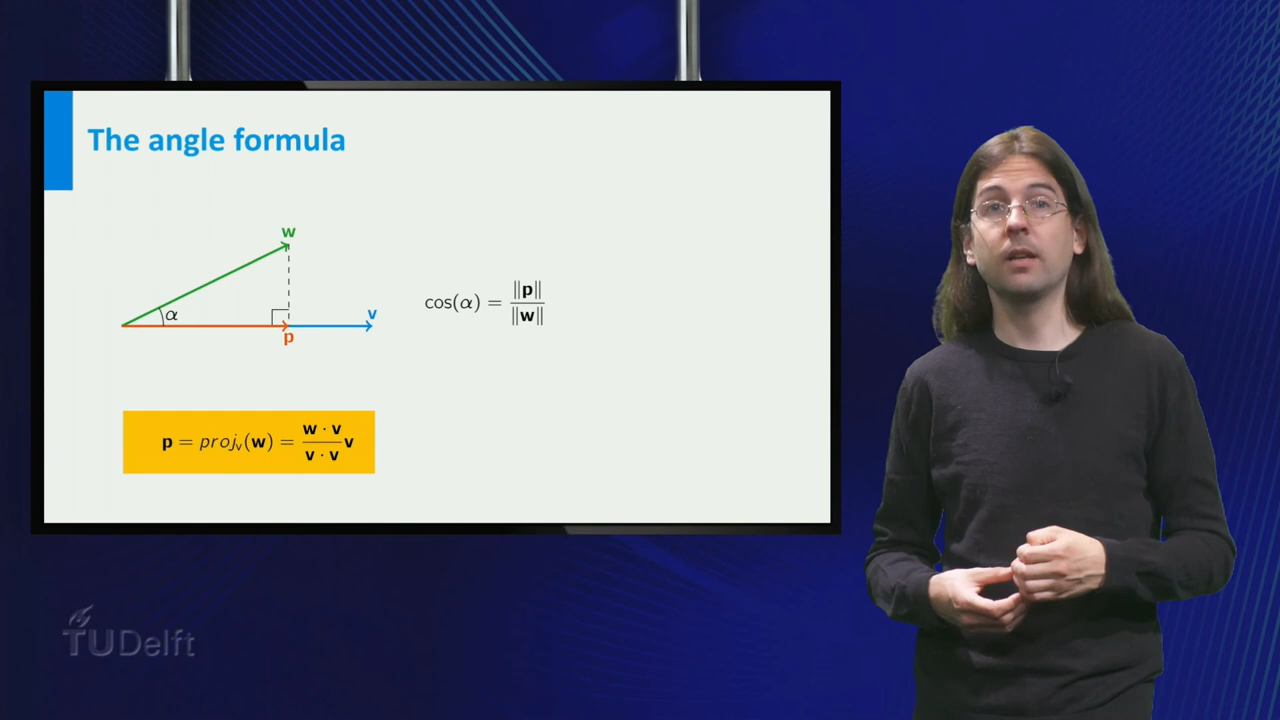 The angle formula
w
α
v
p
cos(α) = ‖p‖ / ‖w‖
p = proj_v(w) = (w · v) / (v · v) v
TUDelft